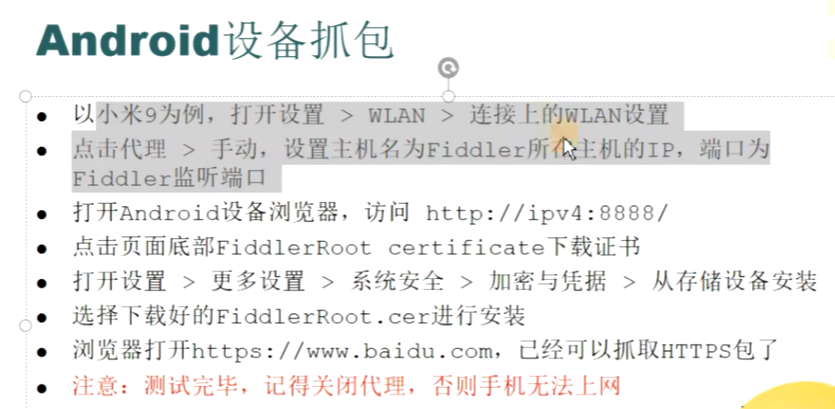 Android设备抓包
● 以小米9为例，打开设置 > WLAN > 连接上的WLAN设置
● 点击代理 > 手动，设置主机名为Fiddler所在主机的IP，端口为
Fiddler监听端口
● 打开Android设备浏览器，访问 http://ipv4:8888/
● 点击页面底部FiddlerRoot certificate下载证书
● 打开设置 > 更多设置 > 系统安全 > 加密与凭据 > 从存储设备安装
● 选择下载好的FiddlerRoot.cer进行安装
● 浏览器打开https://www.baidu.com，已经可以抓取HTTPS包了
● 注意：测试完毕，记得关闭代理，否则手机无法上网